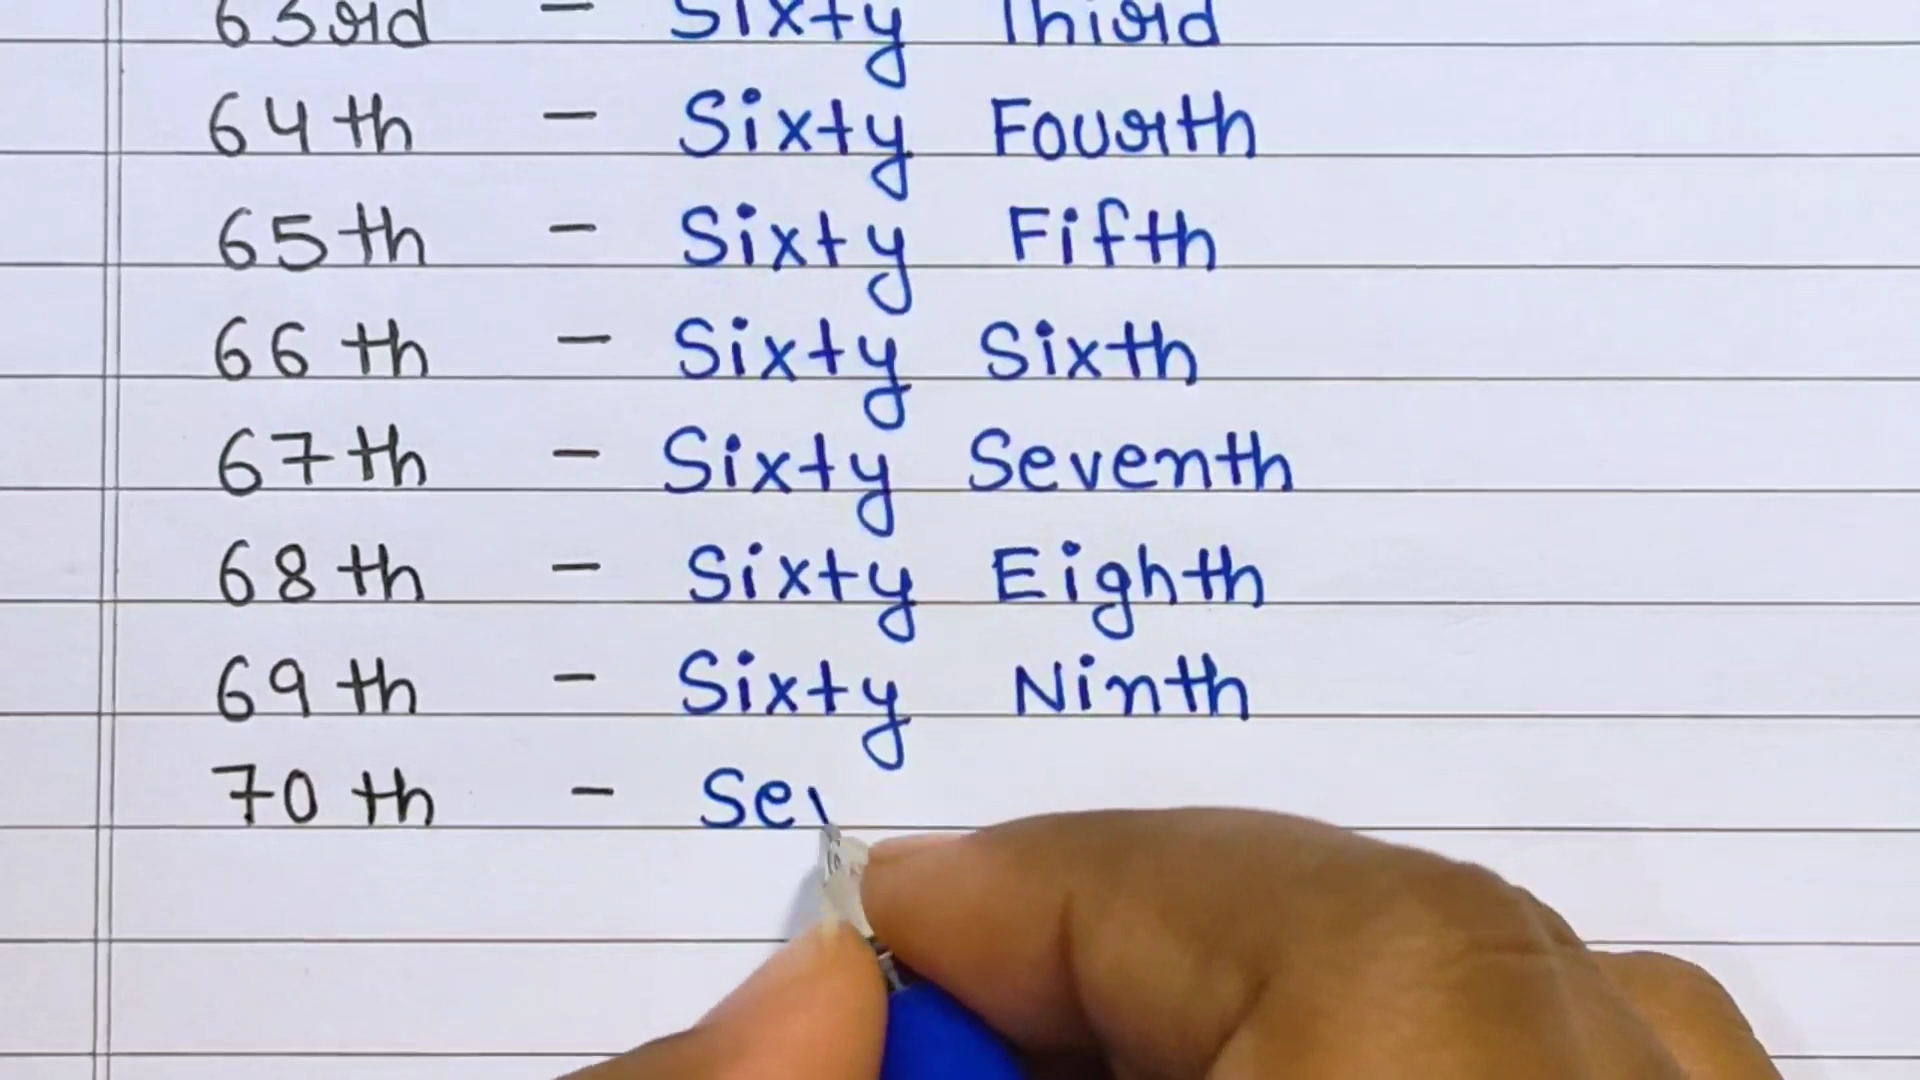 63rd - Sixty Third
64th - Sixty Fourth
65th - Sixty Fifth
66th - Sixty Sixth
67th - Sixty Seventh
68th - Sixty Eighth
69th - Sixty Ninth
70th - Sev